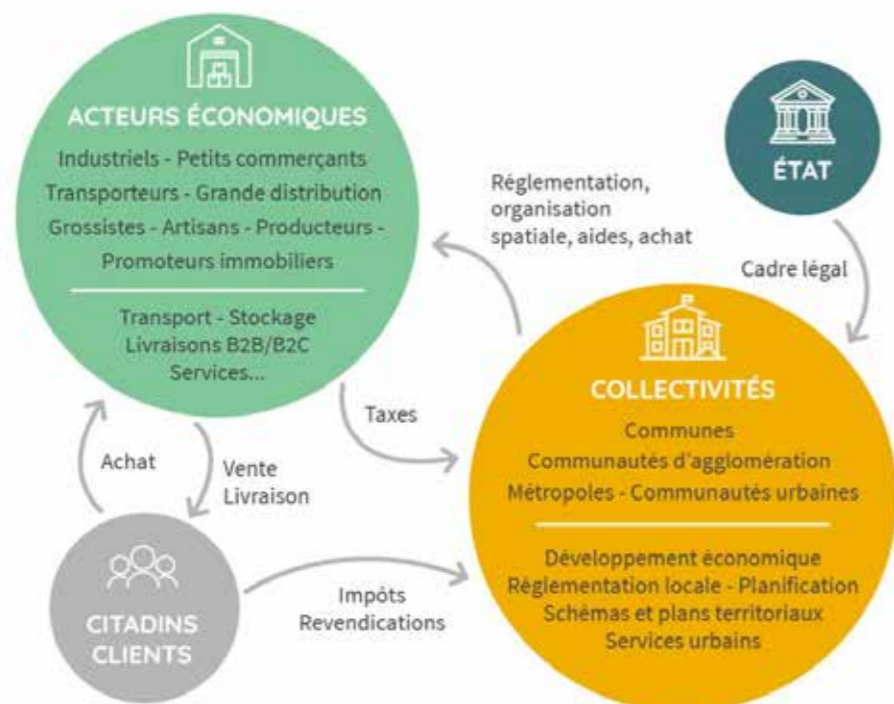 ACTEURS ÉCONOMIQUES
Industriels - Petits commerçants
Transporteurs - Grande distribution
Grossistes - Artisans - Producteurs -
Promoteurs immobiliers
Transport - Stockage
Livraisons B2B/B2C
Services...
ÉTAT
Réglementation,
organisation
spatiale, aides, achat
Cadre légal
COLLECTIVITÉS
Communes
Communautés d'agglomération
Métropoles - Communautés urbaines
Développement économique
Réglementation locale - Planification
Schémas et plans territoriaux
Services urbains
Taxes
Achat
Vente
Livraison
CITADINS
CLIENTS
Impôts
Revendications